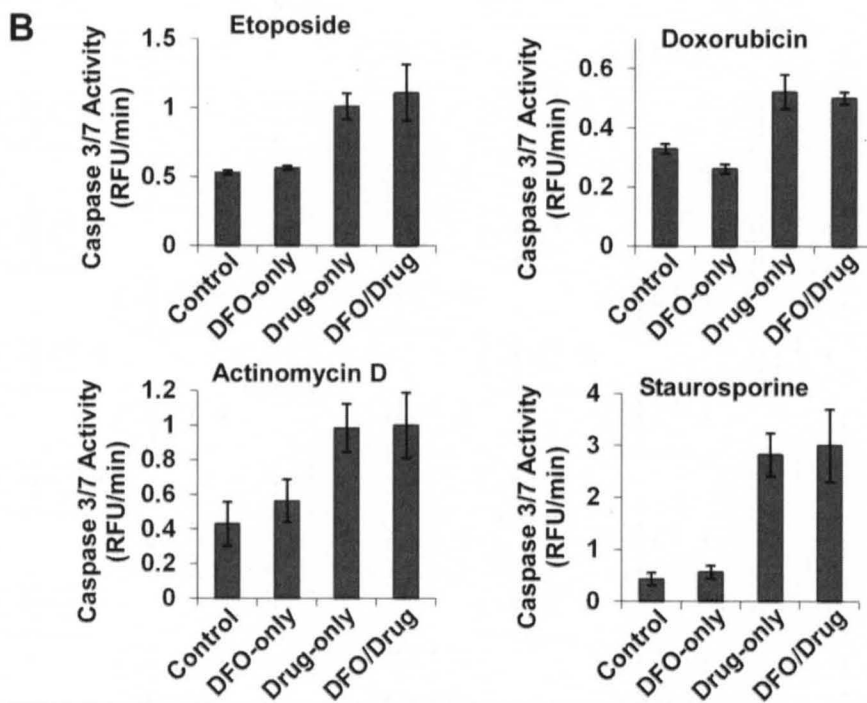 B
Etoposide
Caspase 3/7 Activity
(RFU/min)
1.5
1
0.5
0
Control
DFO-only
Drug-only
DFO/Drug
Doxorubicin
Caspase 3/7 Activity
(RFU/min)
0.6
0.4
0.2
0
Control
DFO-only
Drug-only
DFO/Drug
Actinomycin D
Caspase 3/7 Activity
(RFU/min)
1.2
1
0.8
0.6
0.4
0.2
0
Control
DFO-only
Drug-only
DFO/Drug
Staurosporine
Caspase 3/7 Activity
(RFU/min)
4
3
2
1
0
Control
DFO-only
Drug-only
DFO/Drug